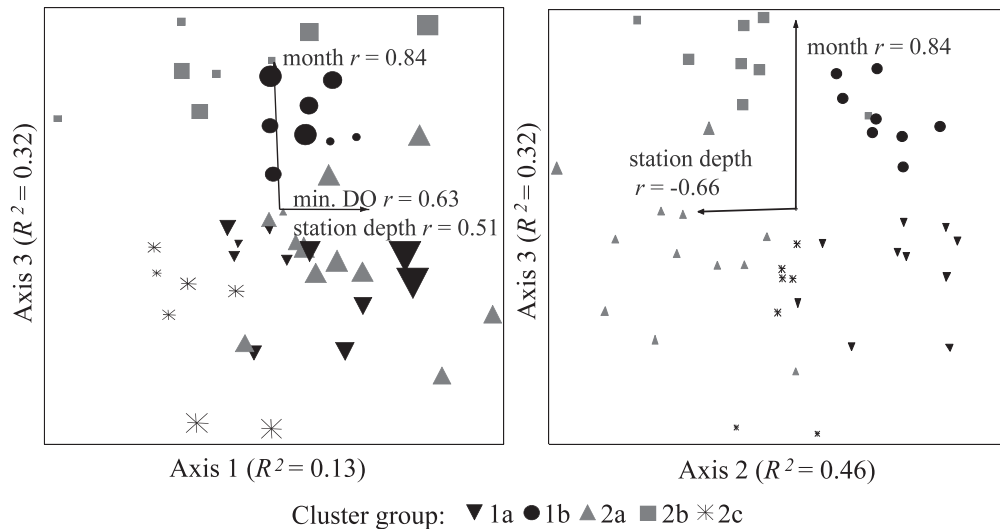 month r = 0.84
min. DO r = 0.63
station depth r = 0.51
Axis 3 (R² = 0.32)
Axis 1 (R² = 0.13)
month r = 0.84
station depth
r = -0.66
Axis 3 (R² = 0.32)
Axis 2 (R² = 0.46)
Cluster group: 1a 1b 2a 2b 2c